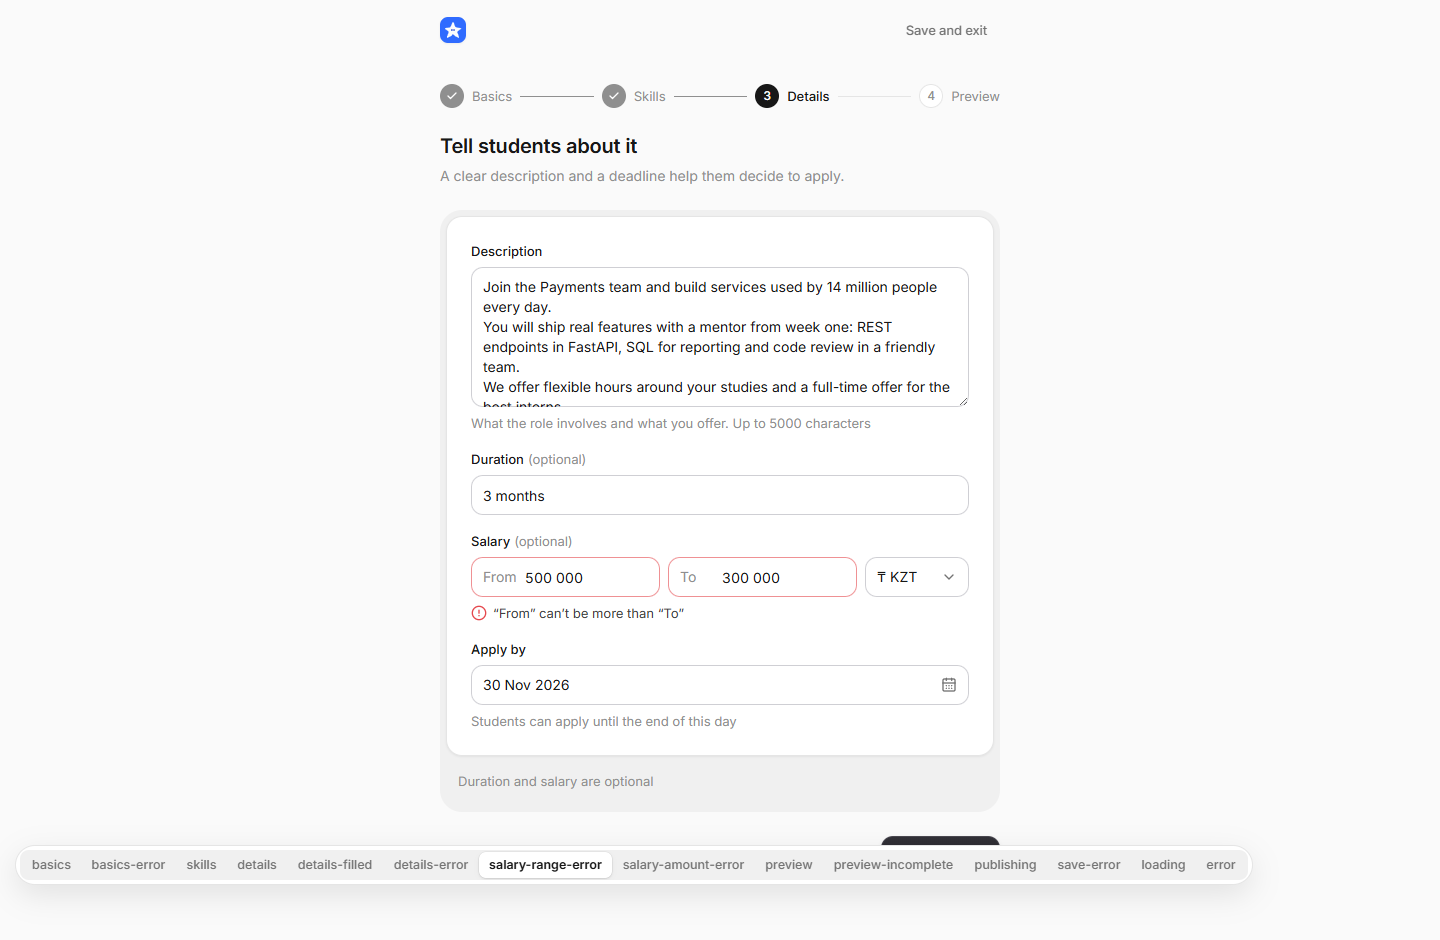 Save and exit
Basics
Skills
3 Details
4 Preview
Tell students about it
A clear description and a deadline help them decide to apply.
Description
Join the Payments team and build services used by 14 million people
every day.
You will ship real features with a mentor from week one: REST
endpoints in FastAPI, SQL for reporting and code review in a friendly
team.
We offer flexible hours around your studies and a full-time offer for the
best interns
What the role involves and what you offer. Up to 5000 characters
Duration (optional)
3 months
Salary (optional)
From 500 000
To 300 000
₸ KZT
“From” can’t be more than “To”
Apply by
30 Nov 2026
Students can apply until the end of this day
Duration and salary are optional
basics basics-error skills details details-filled details-error salary-range-error salary-amount-error preview preview-incomplete publishing save-error loading error